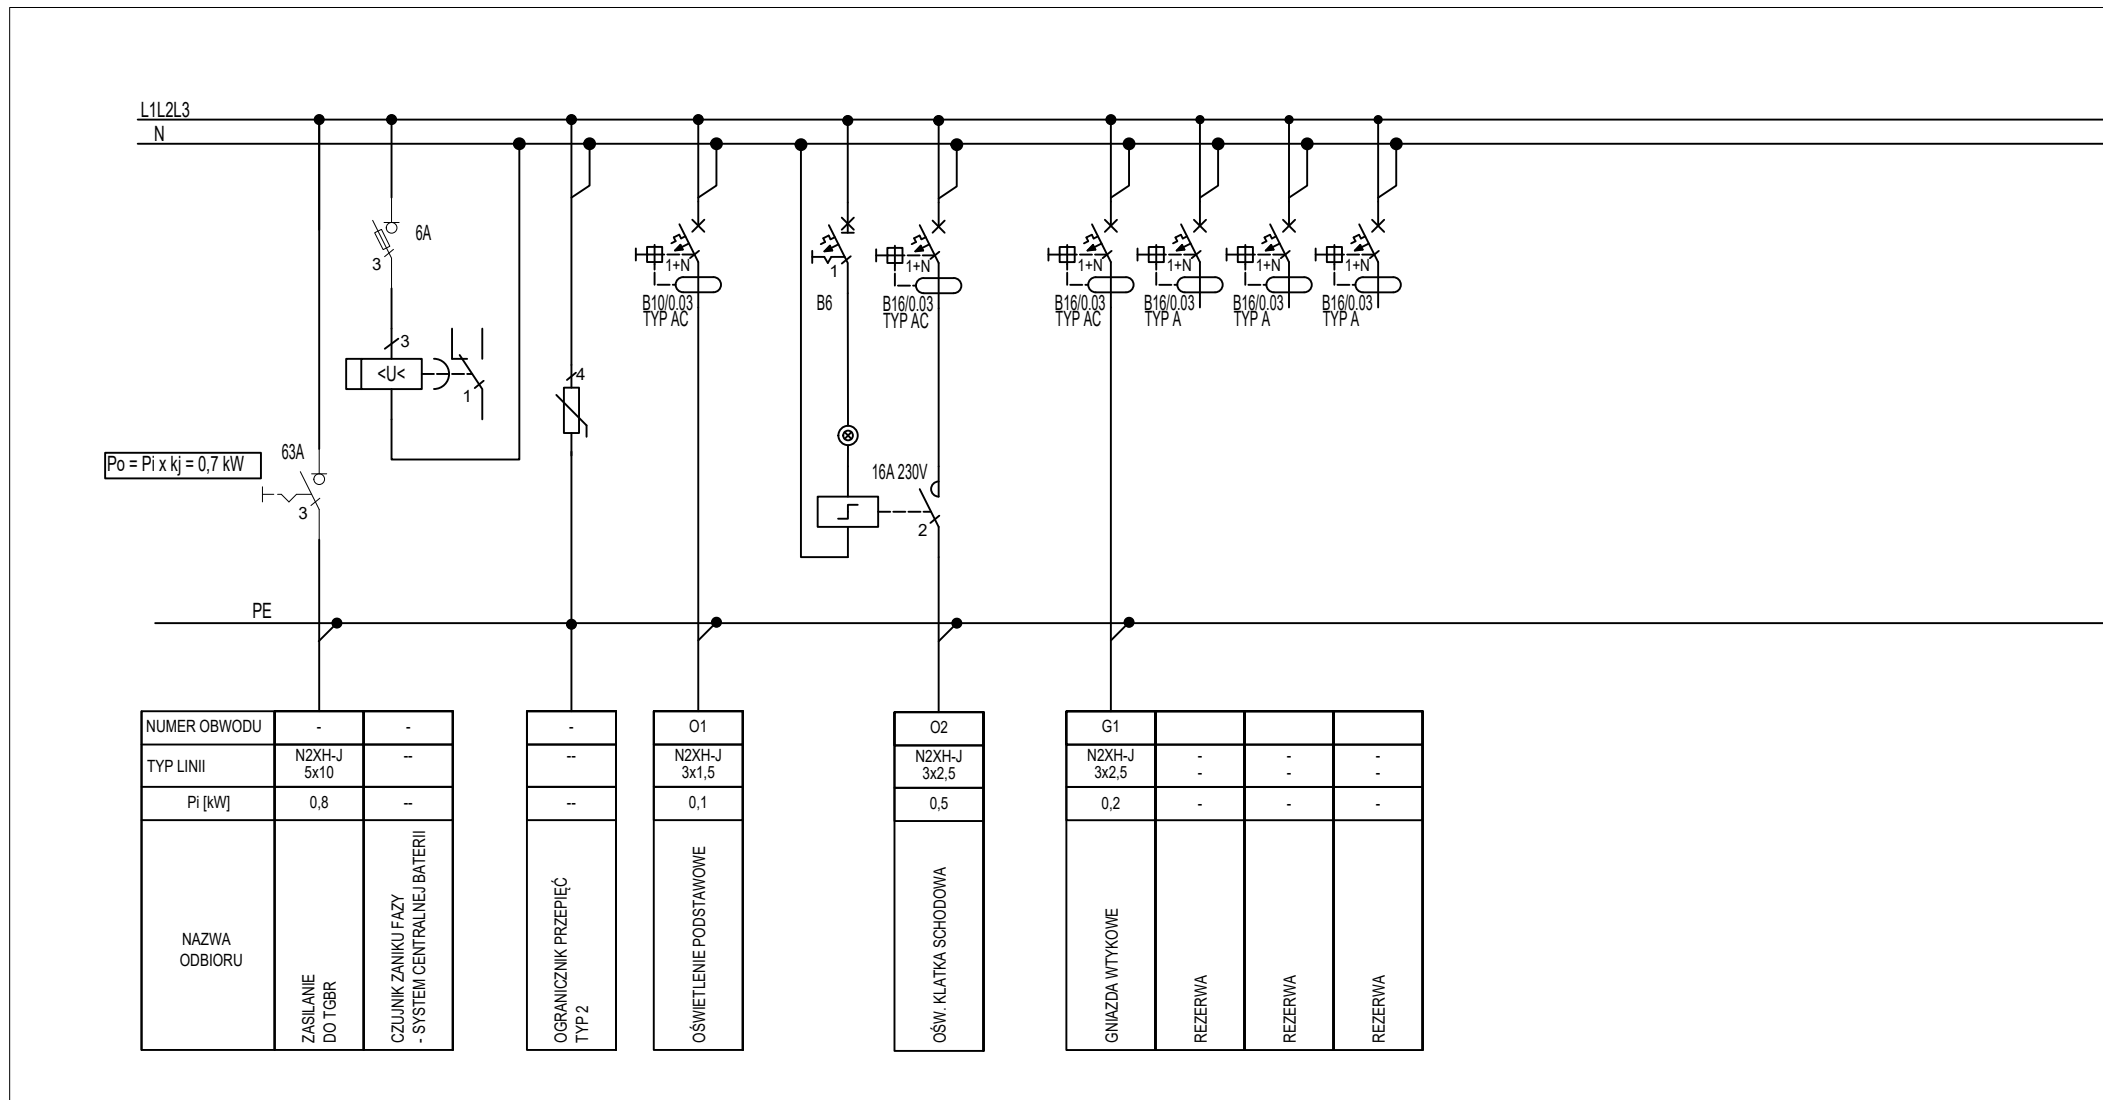 L1L2L3
N
6A
3
3
<U<
1
63A
3
Po = Pi x kj = 0,7 kW
4
1+N
B10/0.03
TYP AC
1
B6
1+N
B16/0.03
TYP AC
16A 230V
2
1+N
B16/0.03
TYP AC
1+N
B16/0.03
TYP A
1+N
B16/0.03
TYP A
1+N
B16/0.03
TYP A
PE
NUMER OBWODU
-
-
-
O1
O2
G1
TYP LINII
N2XH-J
5x10
--
--
N2XH-J
3x1,5
N2XH-J
3x2,5
N2XH-J
3x2,5
-
-
-
-
-
-
Pi [kW]
0,8
--
--
0,1
0,5
0,2
-
-
-
NAZWA
ODBIORU
ZASILANIE
DO TGBR
CZUJNIK ZANIKU FAZY
- SYSTEM CENTRALNEJ BATERII
OGRANICZNIK PRZEPIĘĆ
TYP 2
OŚWIETLENIE PODSTAWOWE
OŚW. KLATKA SCHODOWA
GNIAZDA WTYKOWE
REZERWA
REZERWA
REZERWA